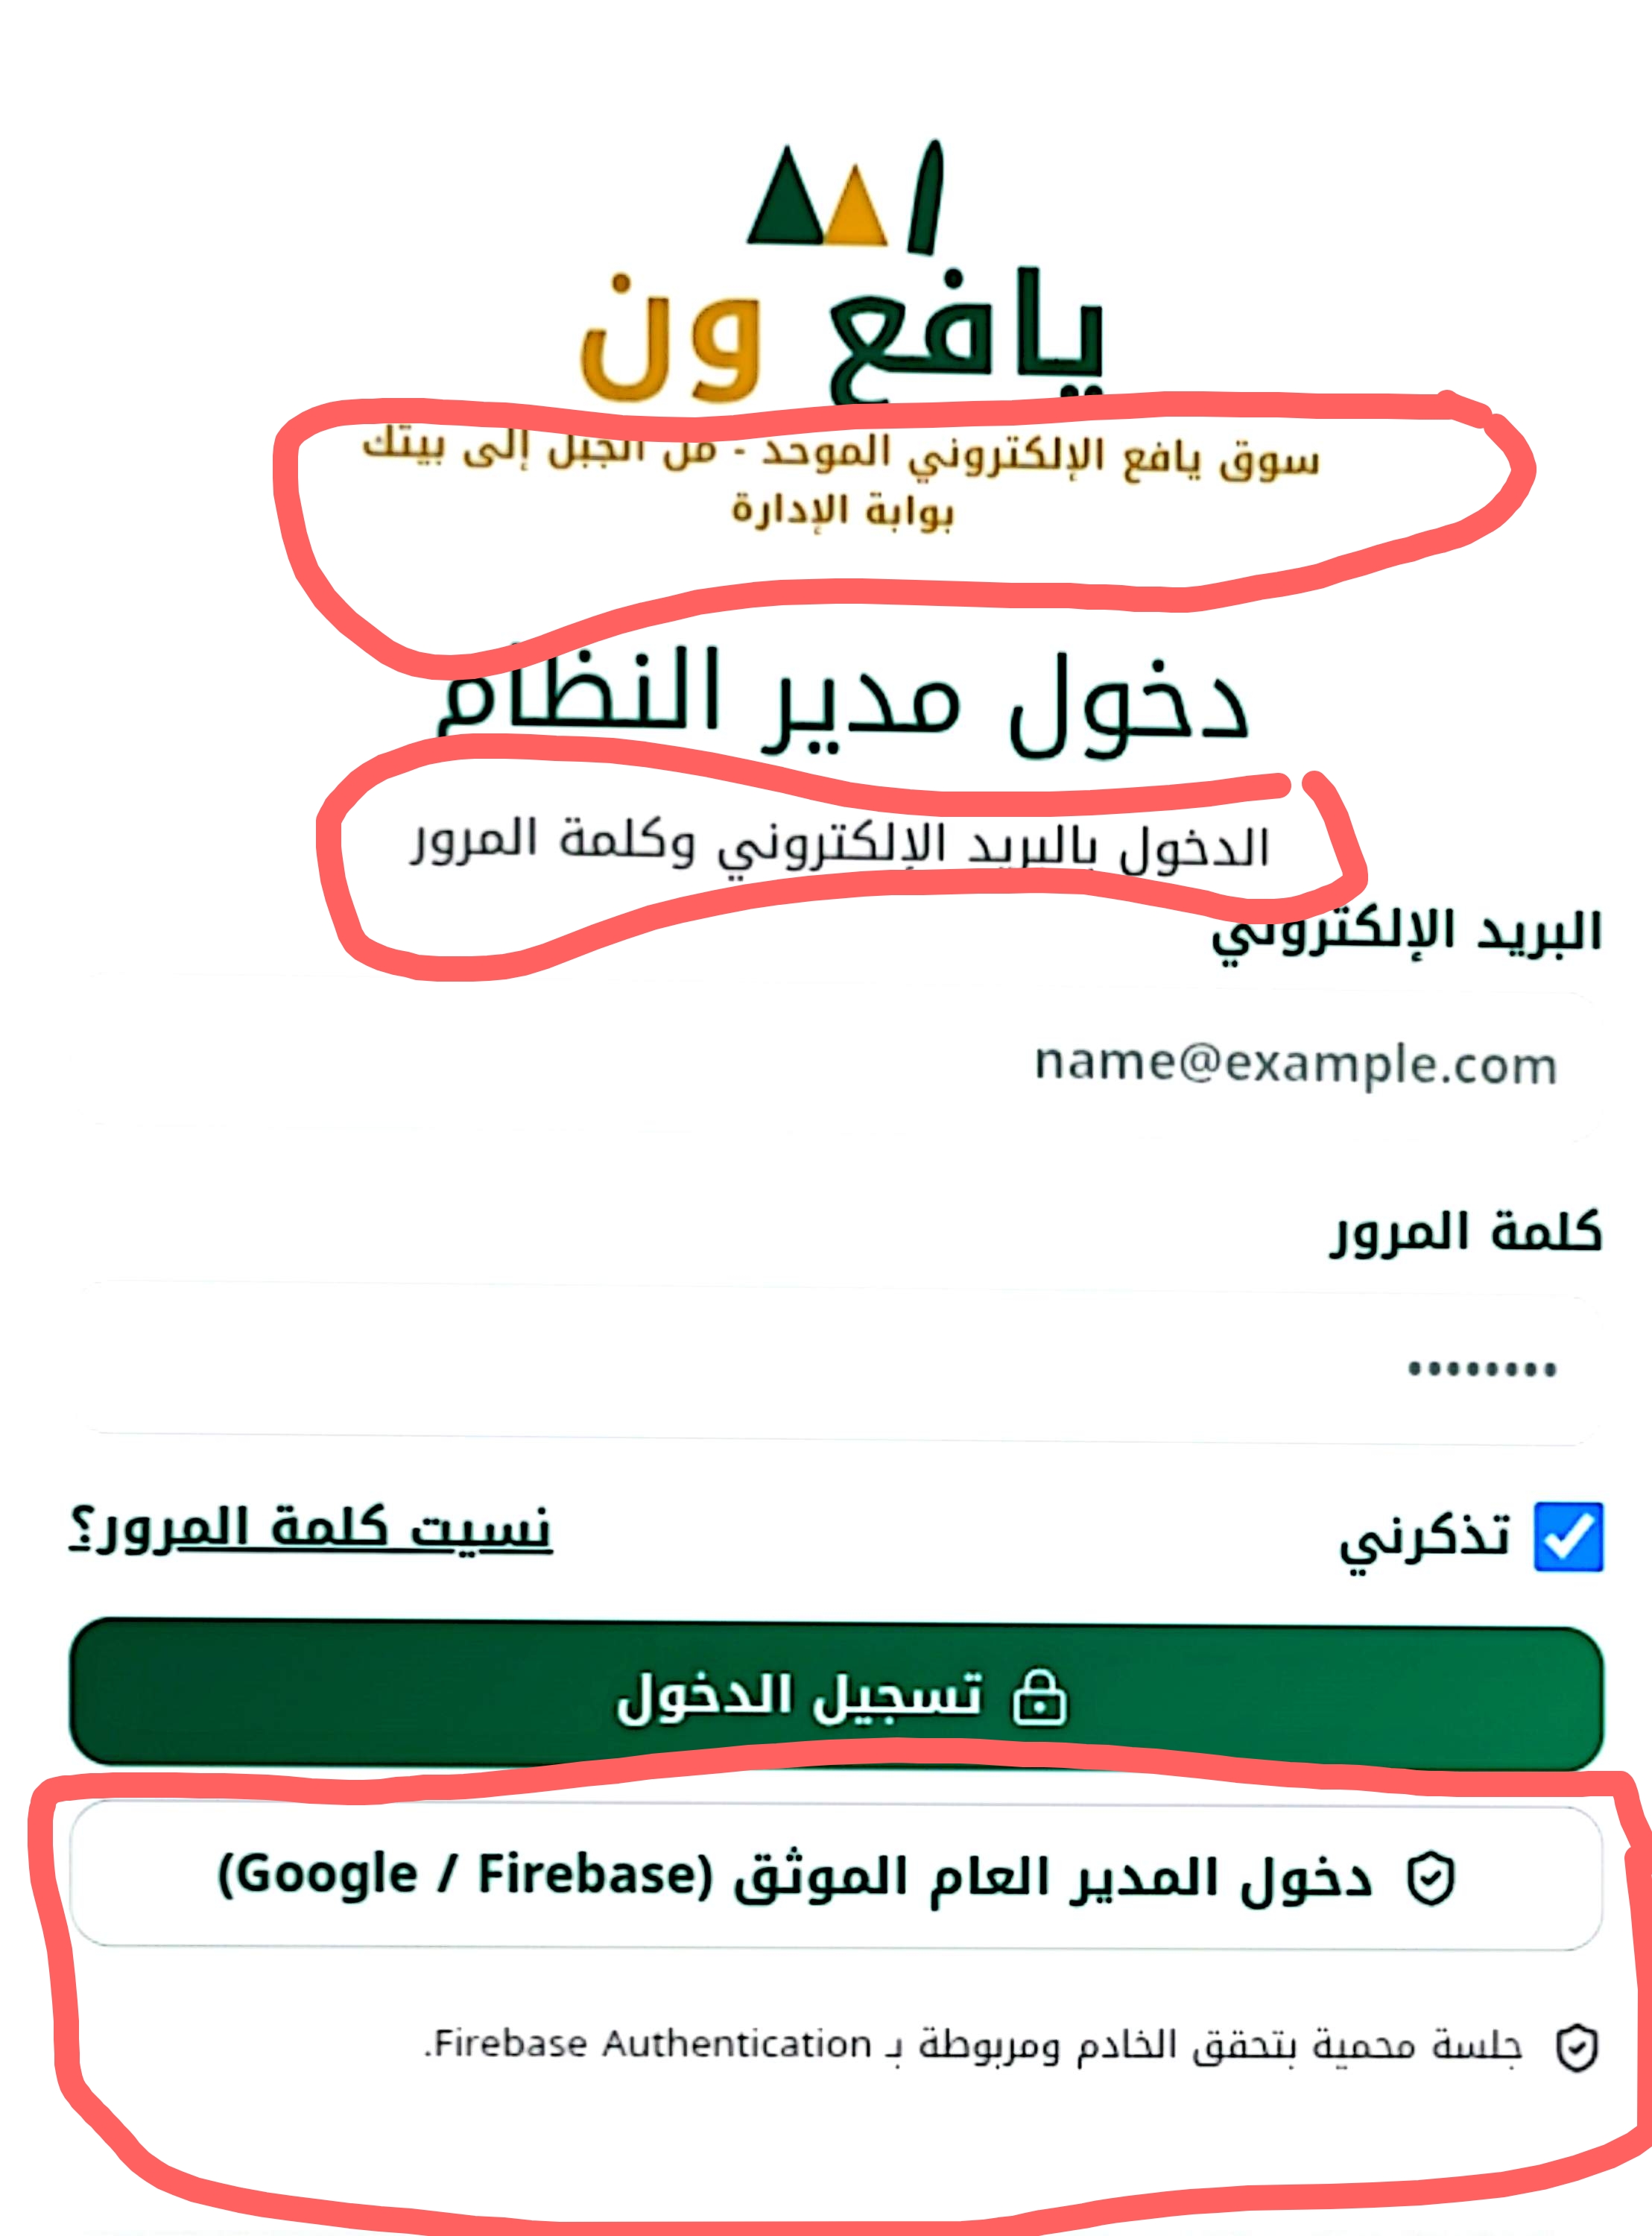 يافع ون
سوق يافع الإلكتروني الموحد - من الجبل إلى بيتك
بوابة الإدارة
دخول مدير النظام
الدخول بالبريد الإلكتروني وكلمة المرور
البريد الإلكتروني
name@example.com
كلمة المرور
••••••••
تذكرني
نسيت كلمة المرور؟
تسجيل الدخول
دخول المدير العام الموثق (Google / Firebase)
جلسة محمية بتحقق الخادم ومربوطة بـ Firebase Authentication.